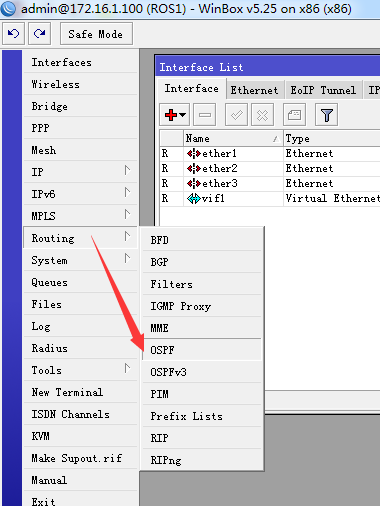 admin@172.16.1.100 (ROS1) - WinBox v5.25 on x86 (x86)
Safe Mode
Interfaces
Wireless
Bridge
PPP
Mesh
IP
IPv6
MPLS
Routing
System
Queues
Files
Log
Radius
Tools
New Terminal
ISDN Channels
KVM
Make Supout.rif
Manual
Exit
BFD
BGP
Filters
IGMP Proxy
MME
OSPF
OSPFv3
PIM
Prefix Lists
RIP
RIPng
Interface List
Interface Ethernet EoIP Tunnel IP
Name Type
R ether1 Ethernet
R ether2 Ethernet
R ether3 Ethernet
R vif1 Virtual Ethernet